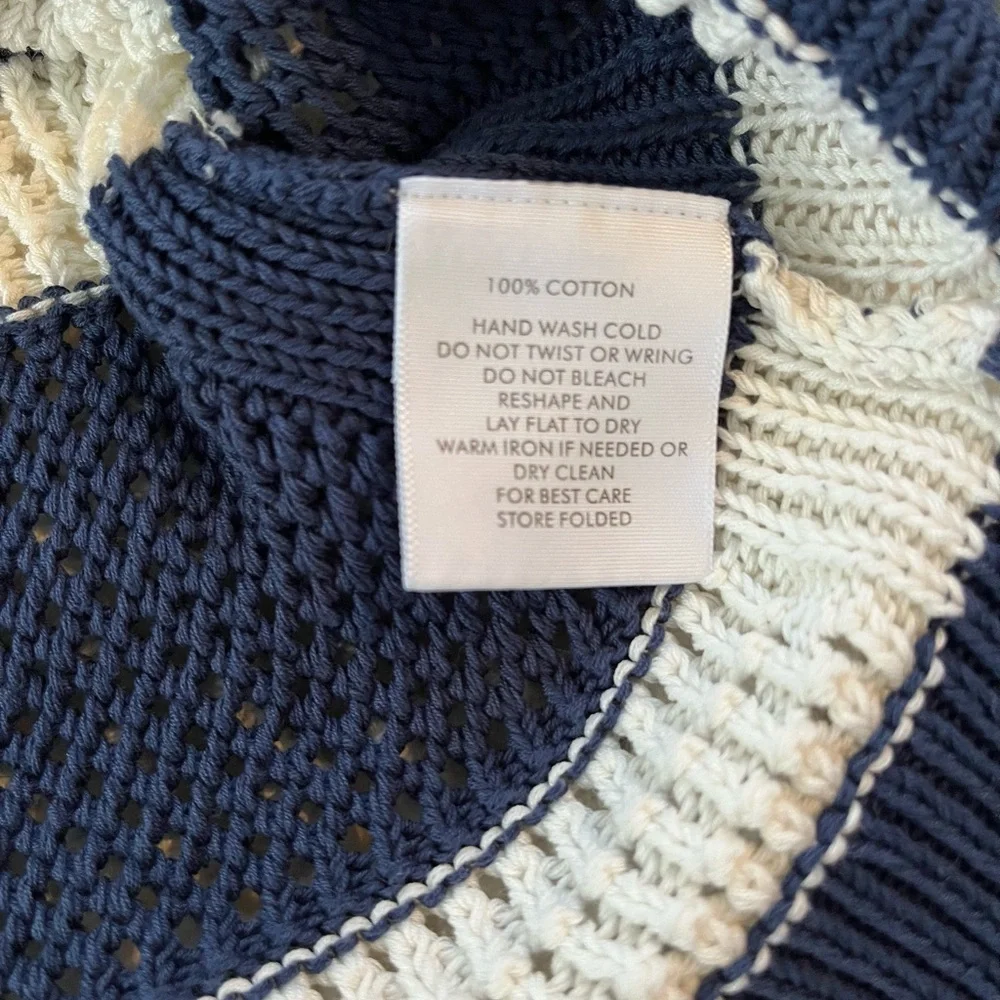 100% COTTON
HAND WASH COLD
DO NOT TWIST OR WRING
DO NOT BLEACH
RESHAPE AND
LAY FLAT TO DRY
WARM IRON IF NEEDED OR
DRY CLEAN
FOR BEST CARE
STORE FOLDED